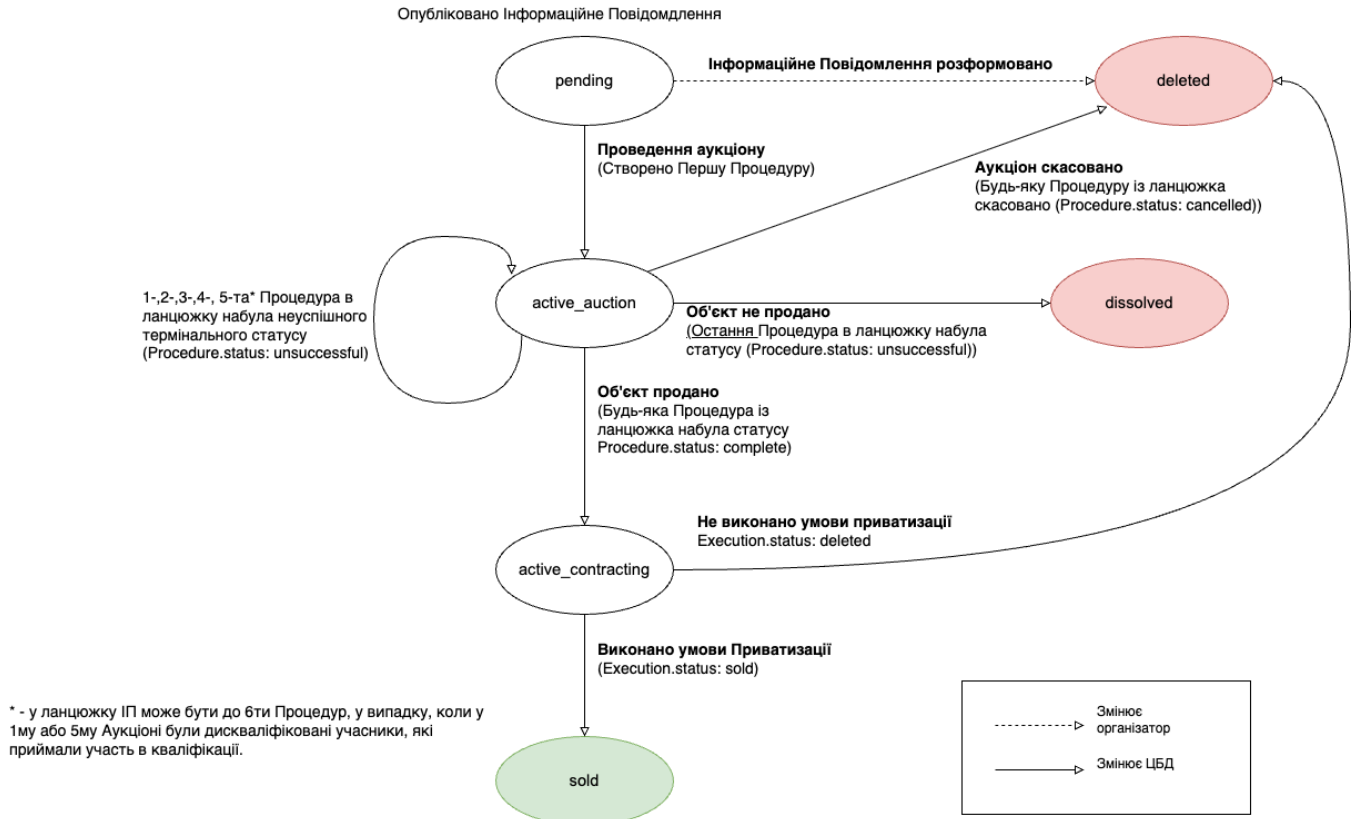 Опубліковано Інформаційне Повідомдлення
pending
Інформаційне Повідомлення розформовано
deleted
Проведення аукціону
(Створено Першу Процедуру)
Аукціон скасовано
(Будь-яку Процедуру із ланцюжка
скасовано (Procedure.status: cancelled))
1-,2-,3-,4-, 5-та* Процедура в
ланцюжку набула неуспішного
термінального статусу
(Procedure.status: unsuccessful)
active_auction
dissolved
Об'єкт не продано
(Остання Процедура в ланцюжку набула
статусу (Procedure.status: unsuccessful))
Об'єкт продано
(Будь-яка Процедура із
ланцюжка набула статусу
Procedure.status: complete)
Не виконано умови приватизації
Execution.status: deleted
active_contracting
Виконано умови Приватизації
(Execution.status: sold)
* - у ланцюжку ІП може бути до 6ти Процедур, у випадку, коли у
1му або 5му Аукціоні були дискваліфіковані учасники, які
приймали участь в кваліфікації.
sold
Змінює
організатор
Змінює ЦБД